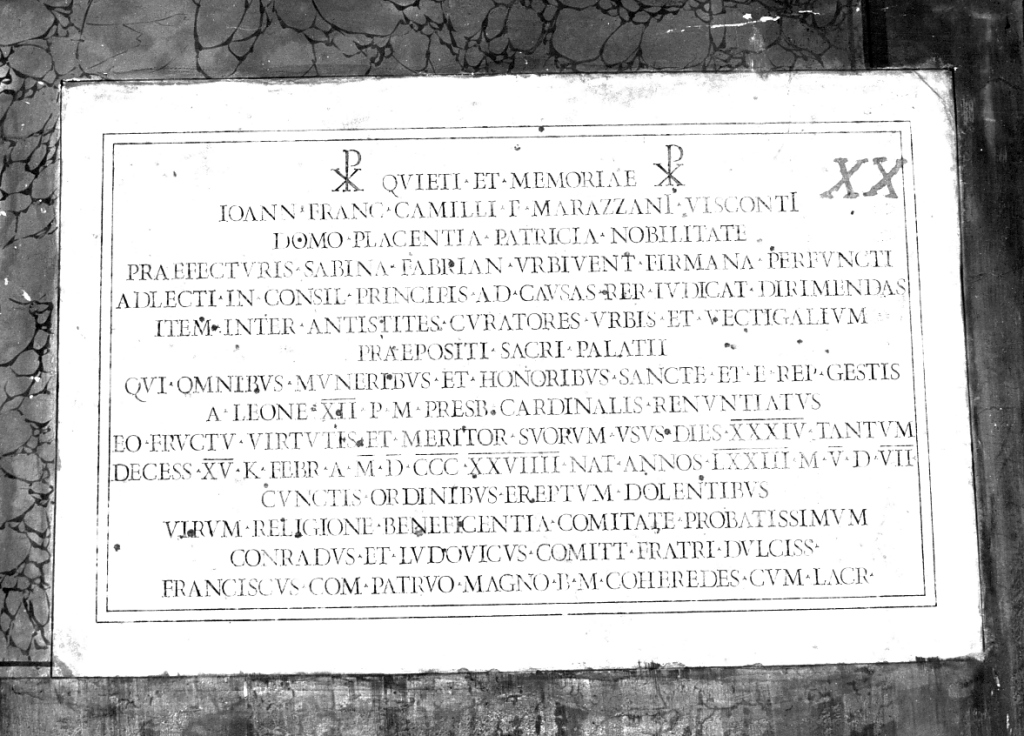 ☧ QVIETI · ET · MEMORIAE ☧
XX
IOANN · FRANC · CAMILLI · F · MARAZZANI · VISCONTI
DOMO · PLACENTIA · PATRICIA · NOBILITATE
PRAEFECTVRIS · SABINA · FABRIAN · VRBIVENT · FIRMANA · PERFVNCTI
ADLECTI · IN · CONSIL · PRINCIPIS · AD · CAVSAS · RER · IVDICAT · DIRIMENDAS
ITEM · INTER · ANTISTITES · CVRATORES · VRBIS · ET · VECTIGALIVM
PRAEPOSITI · SACRI · PALATII
QVI · OMNIBVS · MVNERIBVS · ET · HONORIBVS · SANCTE · ET · E · REP · GESTIS
A · LEONE · XII · P · M · PRESB · CARDINALIS · RENVNTIATVS
EO · FRVCTV · VIRTVTIS · ET · MERITOR · SVORVM · VSVS · DIES · XXXIV · TANTVM
DECESS · XV · K · FEBR · A · M · D · CCC · XXVIIII · NAT · ANNOS · LXXIII · M · V · D · VII
CVNCTIS · ORDINIBVS · EREPTVM · DOLENTIBVS
VIRVM · RELIGIONE · BENEFICENTIA · COMITATE · PROBATISSIMVM
CONRADVS · ET · LVDOVICVS · COMITT · FRATRI · DVLCISS ·
FRANCISCVS · COM · PATRVO · MAGNO · B · M · COHEREDES · CVM · LACR ·